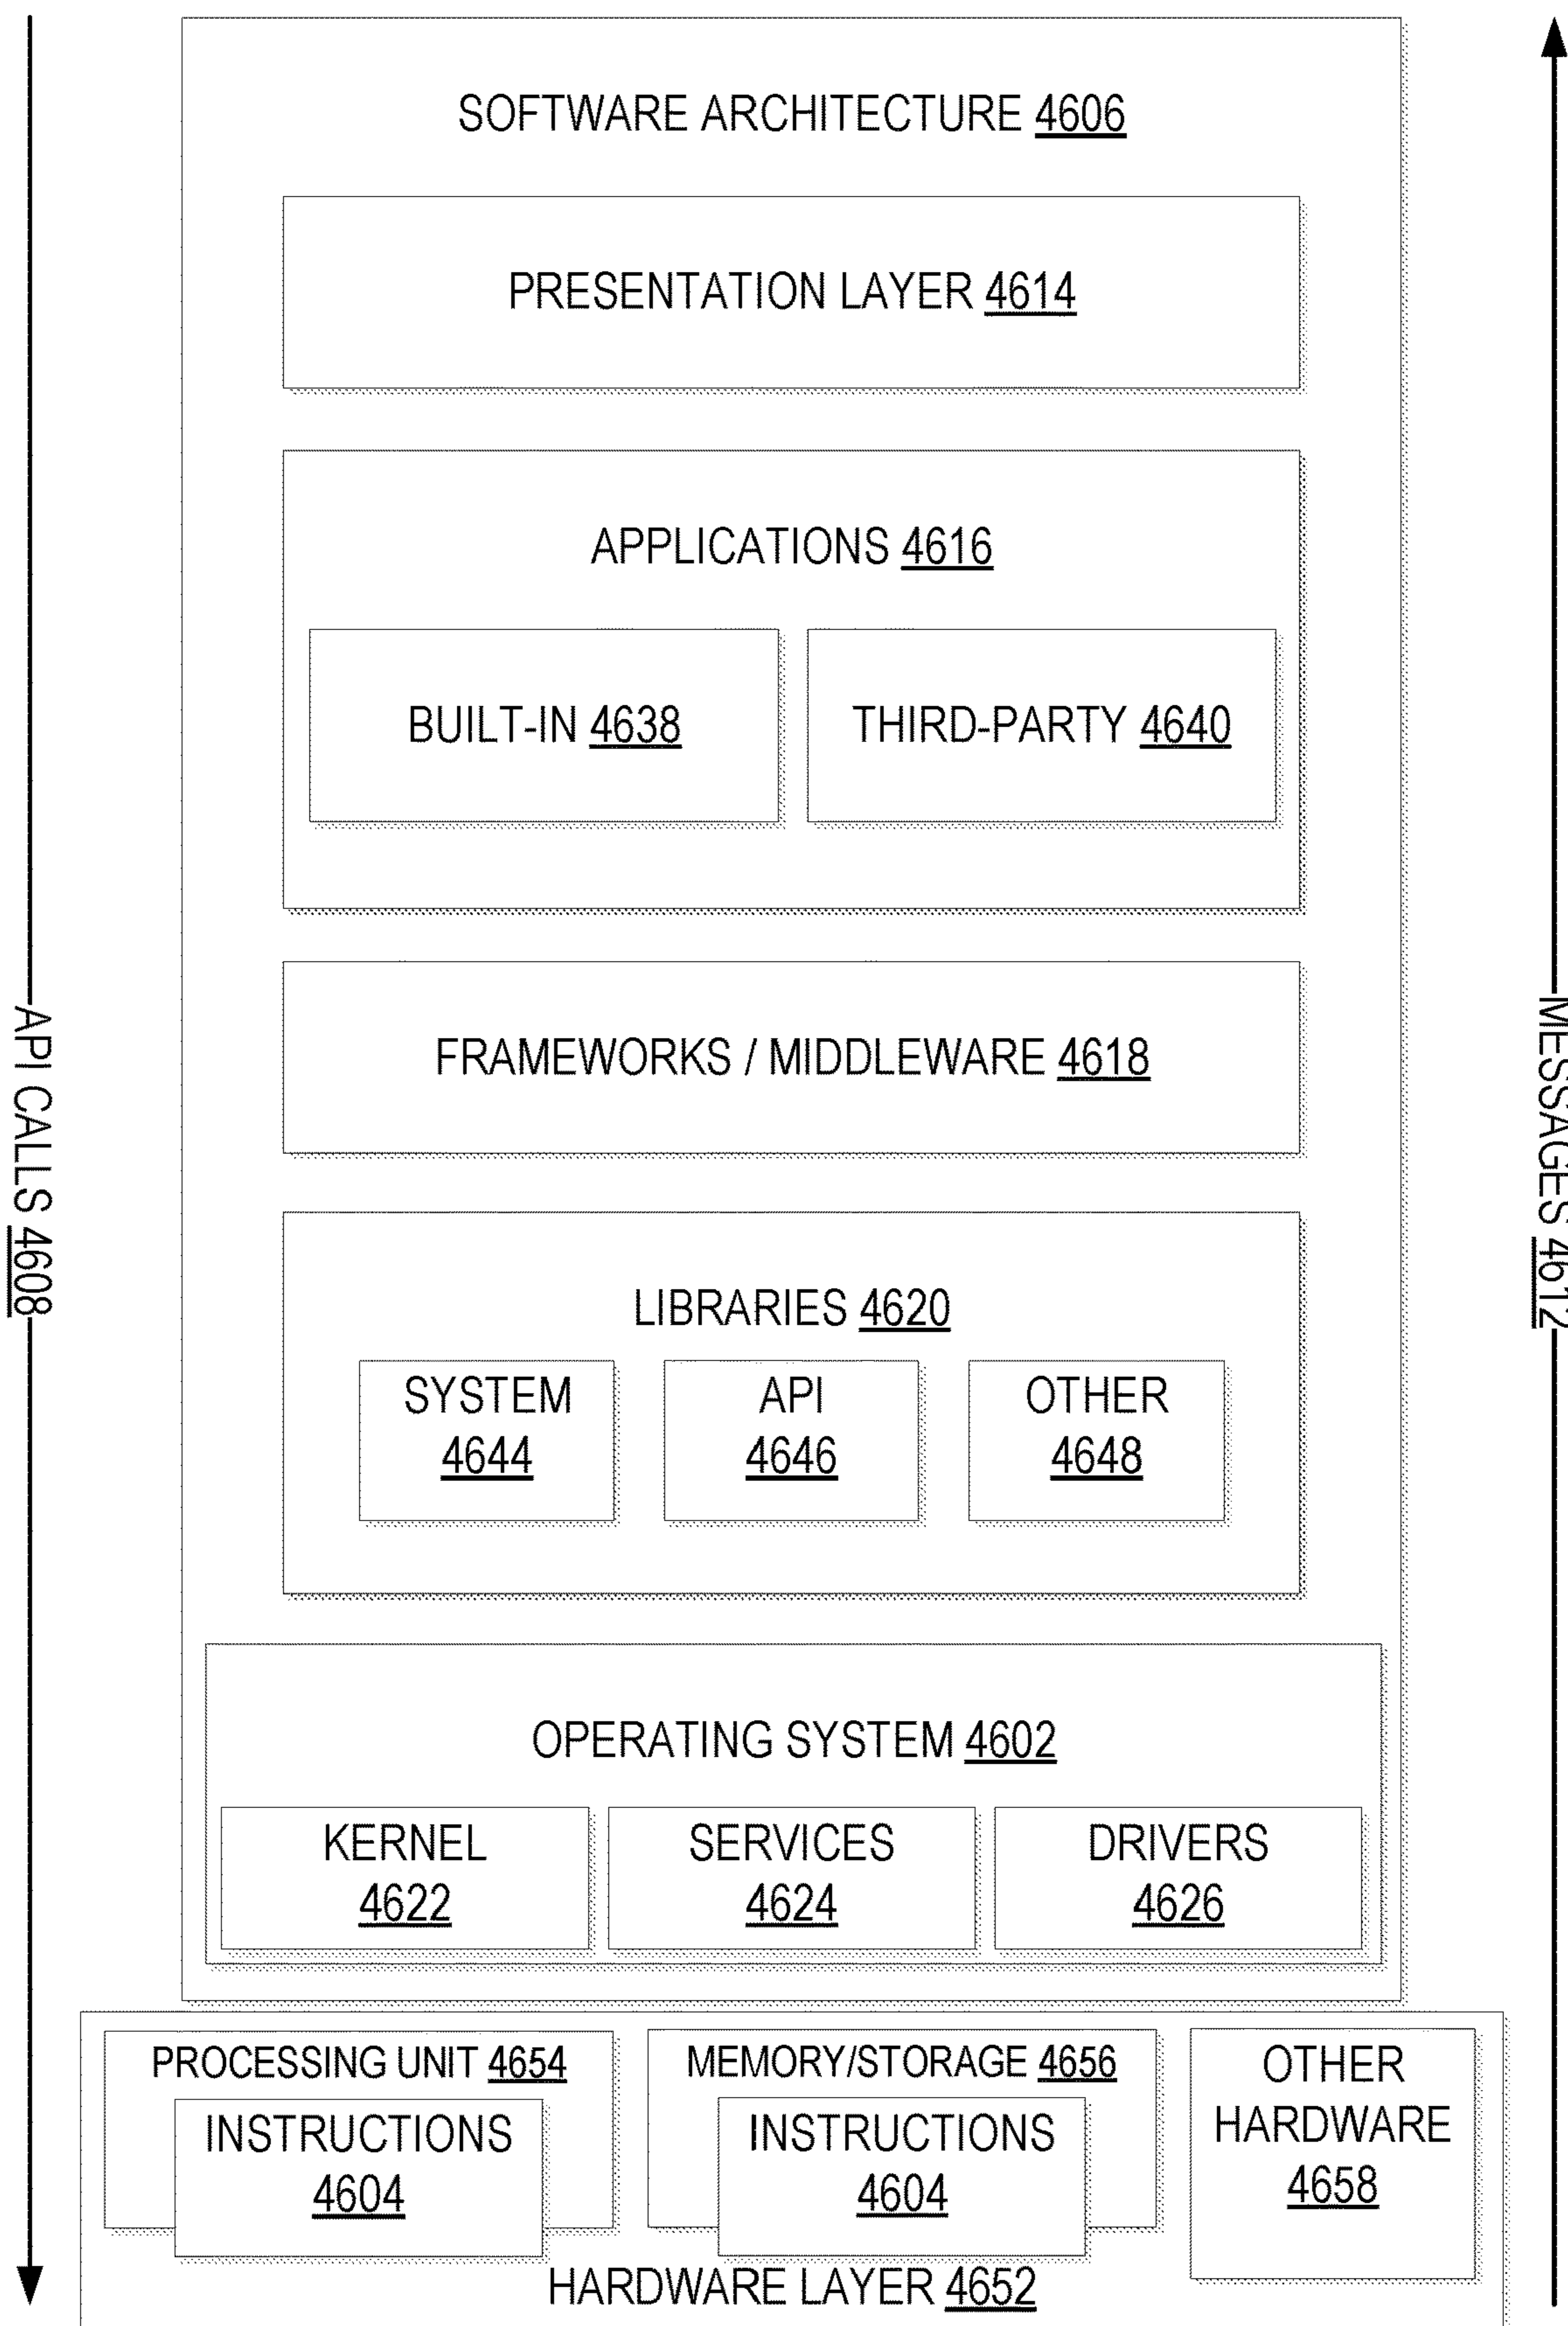 SOFTWARE ARCHITECTURE 4606
PRESENTATION LAYER 4614
APPLICATIONS 4616
BUILT-IN 4638
THIRD-PARTY 4640
FRAMEWORKS / MIDDLEWARE 4618
API CALLS 4608
MESSAGES 4612
LIBRARIES 4620
SYSTEM
4644
API
4646
OTHER
4648
OPERATING SYSTEM 4602
KERNEL
4622
SERVICES
4624
DRIVERS
4626
PROCESSING UNIT 4654
INSTRUCTIONS
4604
MEMORY/STORAGE 4656
INSTRUCTIONS
4604
OTHER
HARDWARE
4658
HARDWARE LAYER 4652